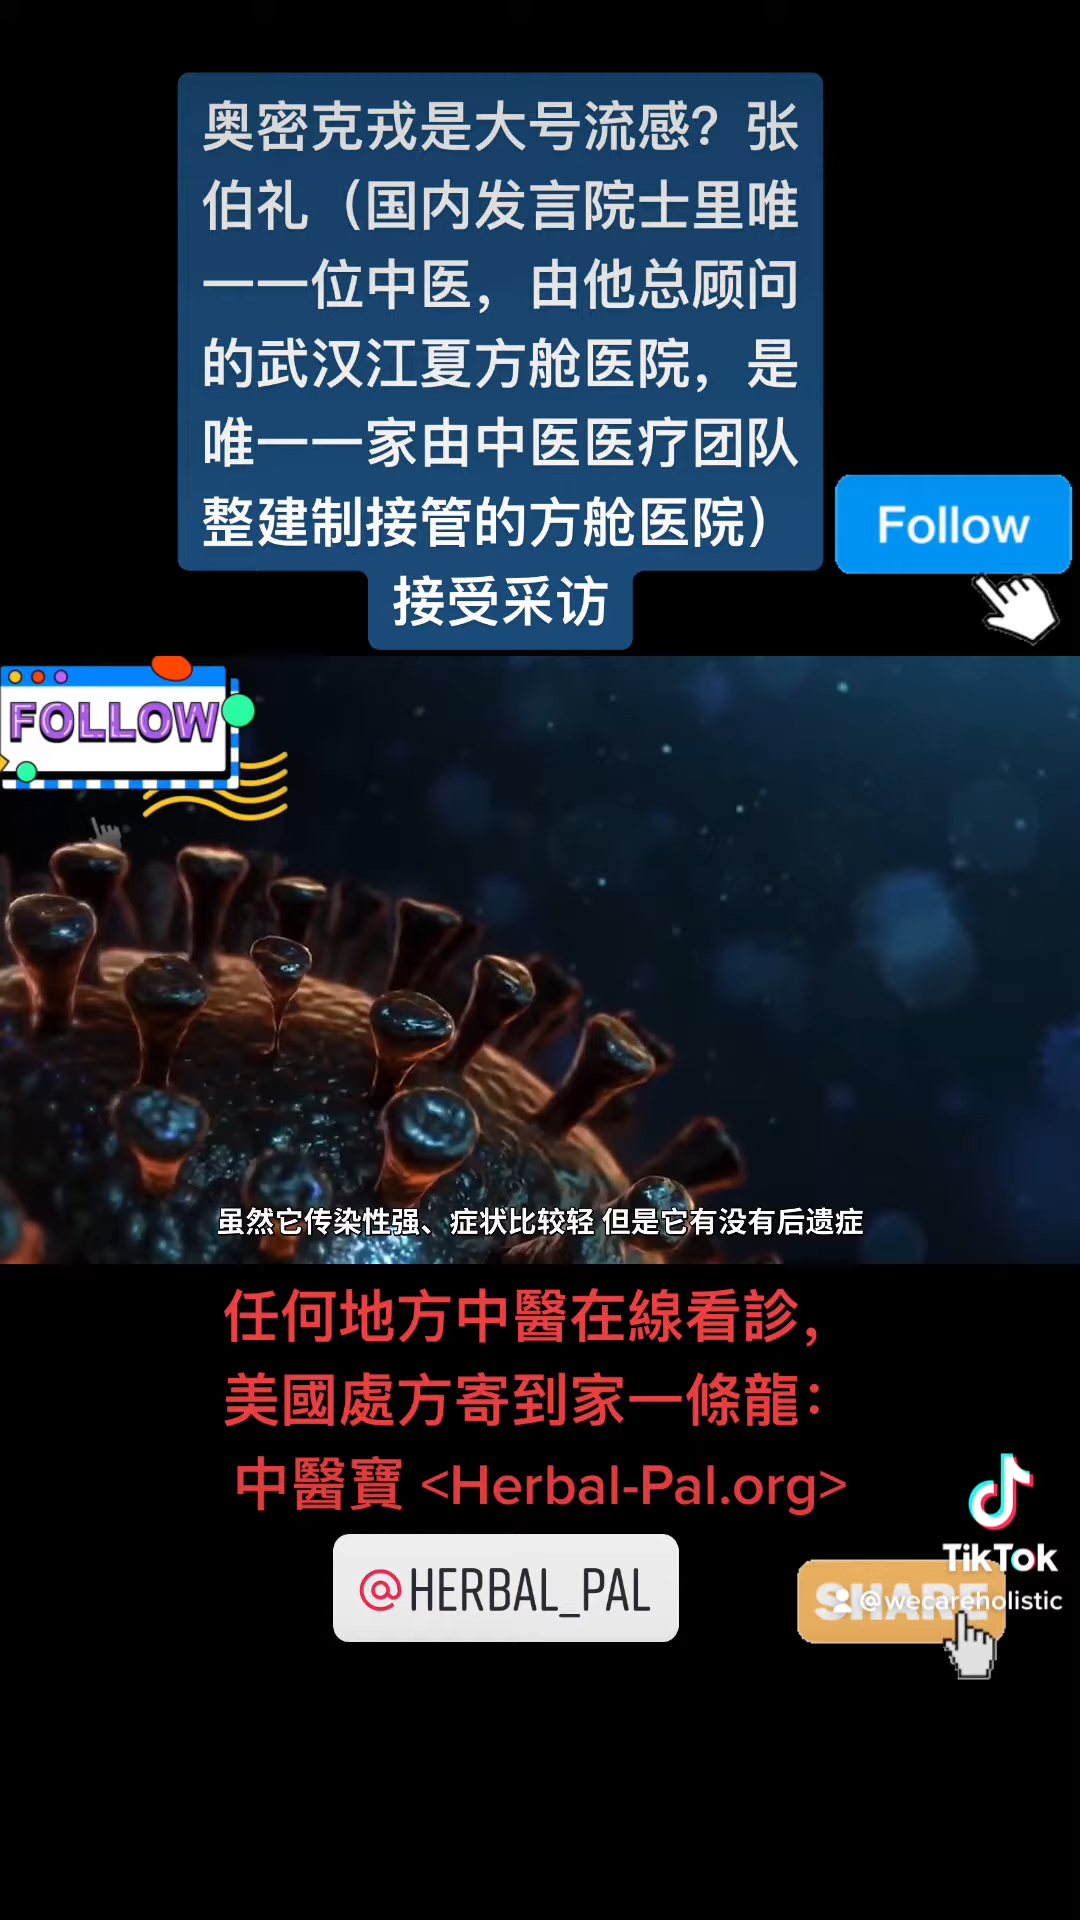 奥密克戎是大号流感？张
伯礼（国内发言院士里唯
一一位中医，由他总顾问
的武汉江夏方舱医院，是
唯一一家由中医医疗团队
整建制接管的方舱医院）
接受采访
Follow
FOLLOW
虽然它传染性强、症状比较轻 但是它有没有后遗症
任何地方中醫在線看診，
美國處方寄到家一條龍：
中醫寶 <Herbal-Pal.org>
@HERBAL_PAL
TikTok
SHARE
@wecareholistic